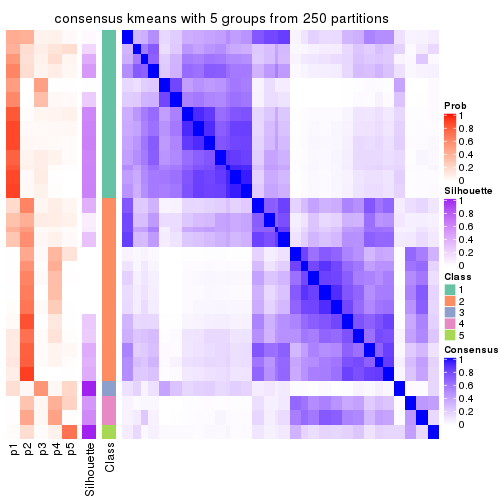 consensus kmeans with 5 groups from 250 partitions
Prob
1
0.8
0.6
0.4
0.2
0
Silhouette
1
0.8
0.6
0.4
0.2
0
Class
1
2
3
4
5
Consensus
1
0.8
0.6
0.4
0.2
0
p1
p2
p3
p4
p5
Silhouette
Class